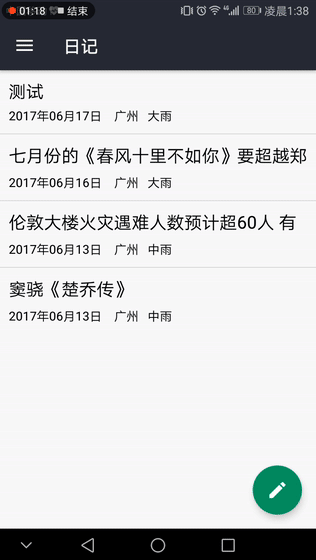 01:18 结束 80 凌晨1:38
日记
测试
2017年06月17日 广州 大雨
七月份的《春风十里不如你》要超越郑
2017年06月16日 广州 大雨
伦敦大楼火灾遇难人数预计超60人 有
2017年06月13日 广州 中雨
窦骁《楚乔传》
2017年06月13日 广州 中雨